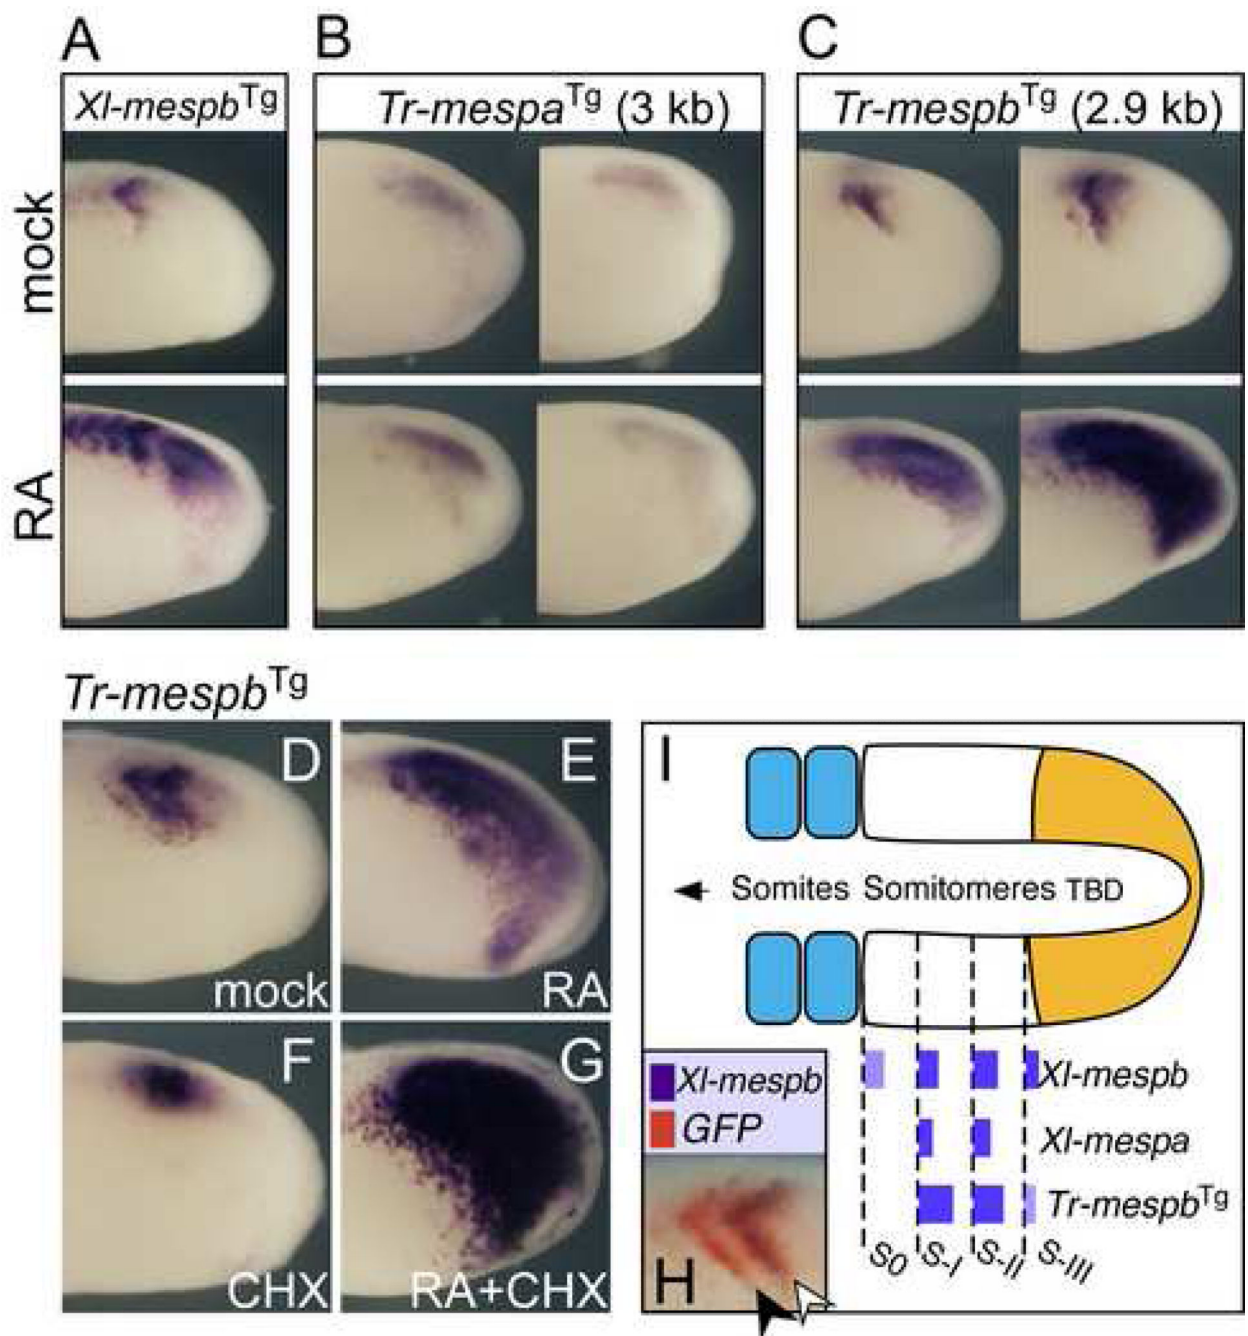 A
B
C
Xl-mespbTg
Tr-mespaTg (3 kb)
Tr-mespbTg (2.9 kb)
mock
RA
Tr-mespbTg
D
mock
E
RA
F
CHX
G
RA+CHX
I
Somites Somitomeres TBD
Xl-mespb
GFP
H
Xl-mespb
Xl-mespa
Tr-mespbTg
S0 S-I S-II S-III